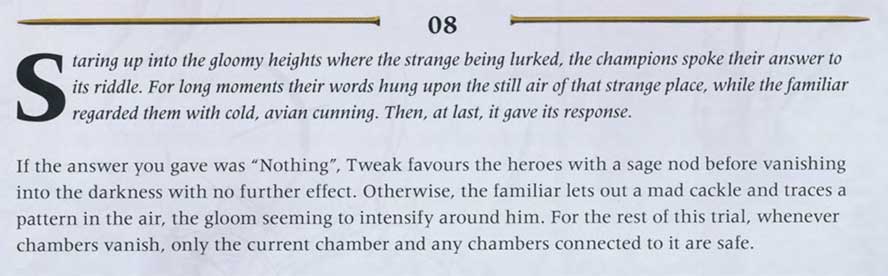 08
Staring up into the gloomy heights where the strange being lurked, the champions spoke their answer to
its riddle. For long moments their words hung upon the still air of that strange place, while the familiar
regarded them with cold, avian cunning. Then, at last, it gave its response.
If the answer you gave was “Nothing”, Tweak favours the heroes with a sage nod before vanishing
into the darkness with no further effect. Otherwise, the familiar lets out a mad cackle and traces a
pattern in the air, the gloom seeming to intensify around him. For the rest of this trial, whenever
chambers vanish, only the current chamber and any chambers connected to it are safe.